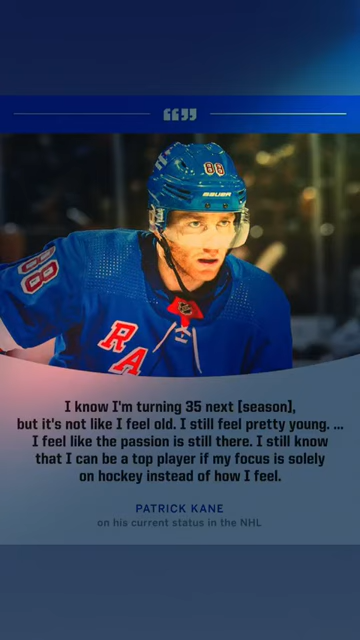 88
BAUER
88
RA
I know I'm turning 35 next [season],
but it's not like I feel old. I still feel pretty young. ...
I feel like the passion is still there. I still know
that I can be a top player if my focus is solely
on hockey instead of how I feel.
PATRICK KANE
on his current status in the NHL